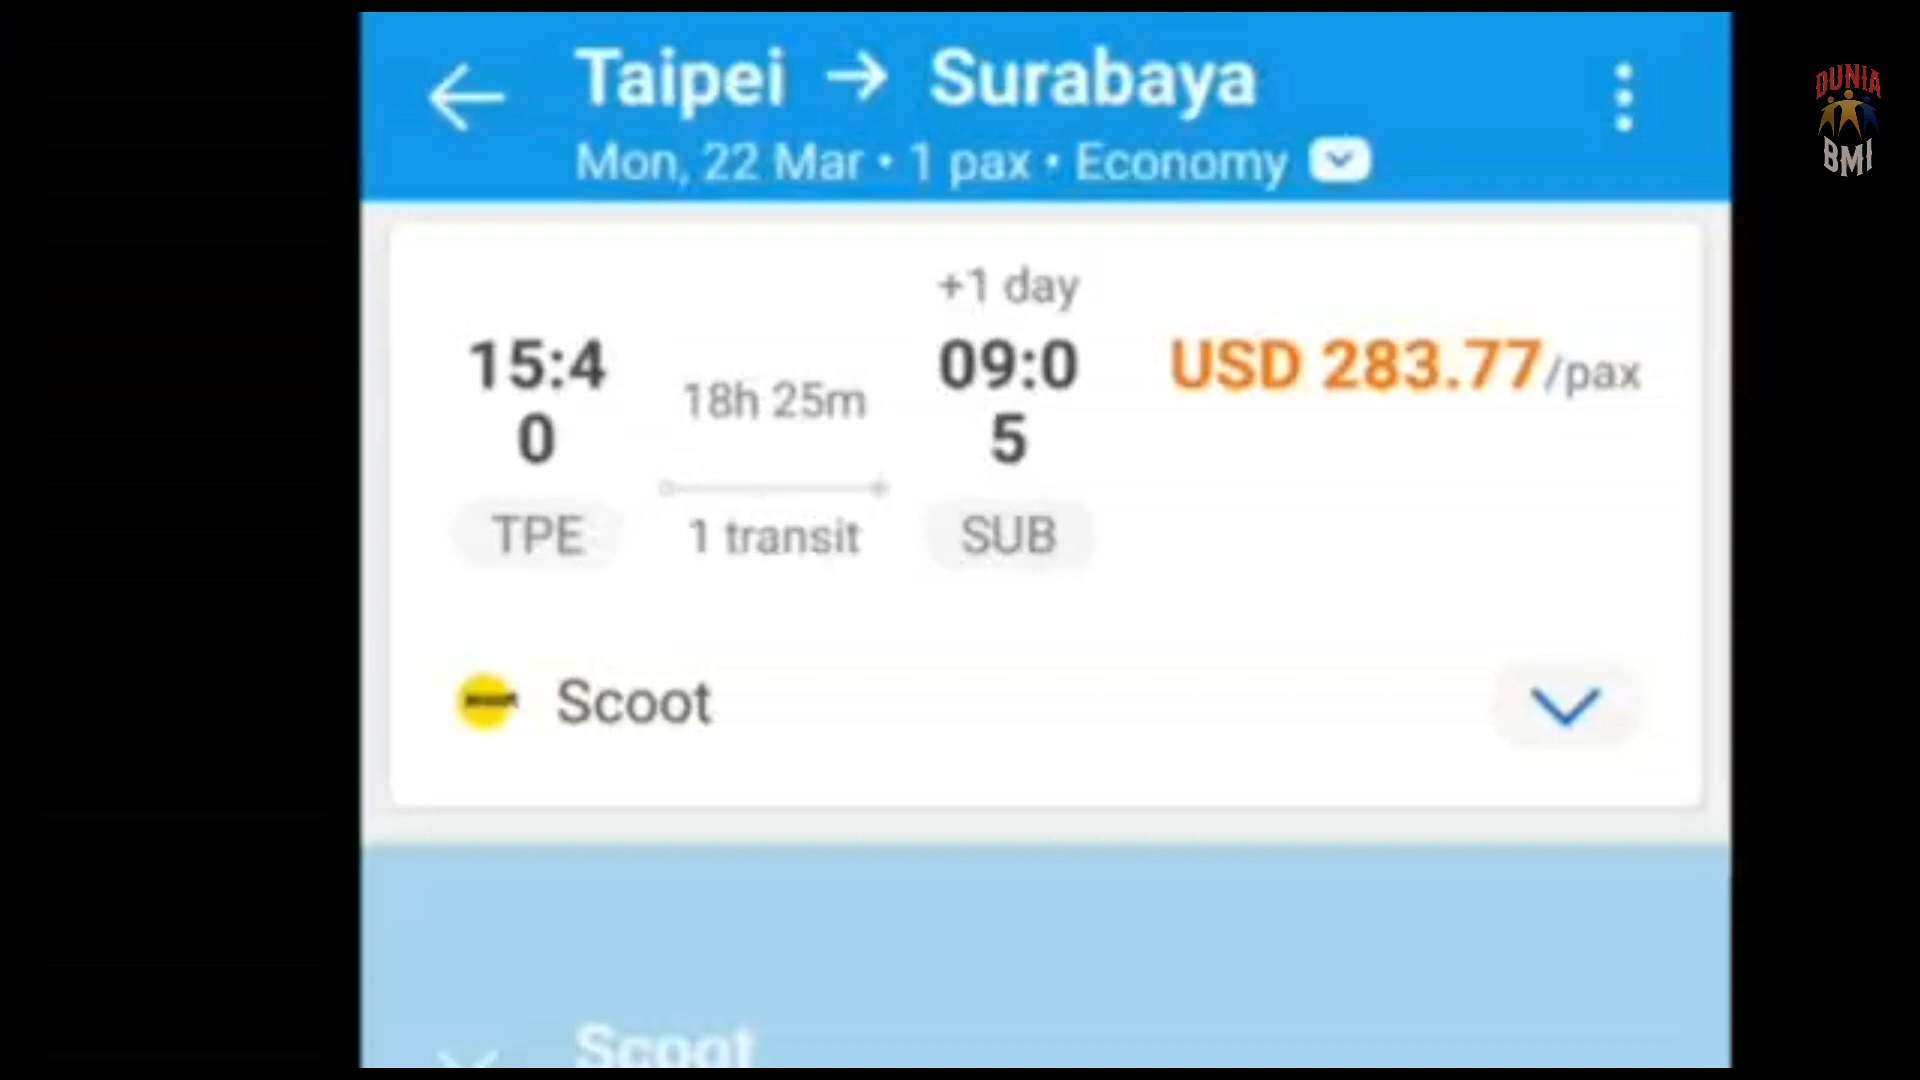 Taipei → Surabaya
Mon, 22 Mar • 1 pax • Economy
DUNIA
BMI
+1 day
15:4
0
18h 25m
09:0
5
USD 283.77/pax
TPE
1 transit
SUB
Scoot
Scoot